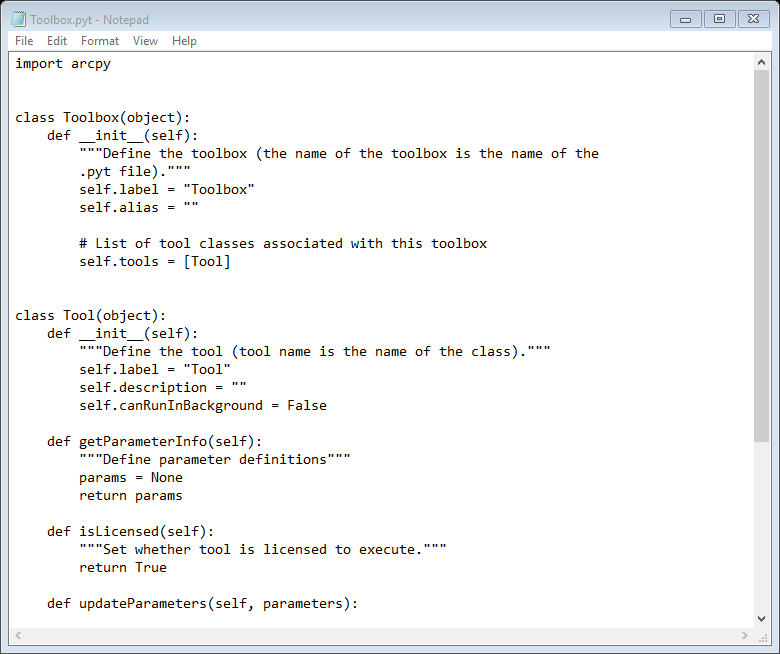 Toolbox.pyt - Notepad
File Edit Format View Help
import arcpy
class Toolbox(object):
    def __init__(self):
        """Define the toolbox (the name of the toolbox is the name of the
        .pyt file)."""
        self.label = "Toolbox"
        self.alias = ""
        # List of tool classes associated with this toolbox
        self.tools = [Tool]
class Tool(object):
    def __init__(self):
        """Define the tool (tool name is the name of the class)."""
        self.label = "Tool"
        self.description = ""
        self.canRunInBackground = False
    def getParameterInfo(self):
        """Define parameter definitions"""
        params = None
        return params
    def isLicensed(self):
        """Set whether tool is licensed to execute."""
        return True
    def updateParameters(self, parameters):